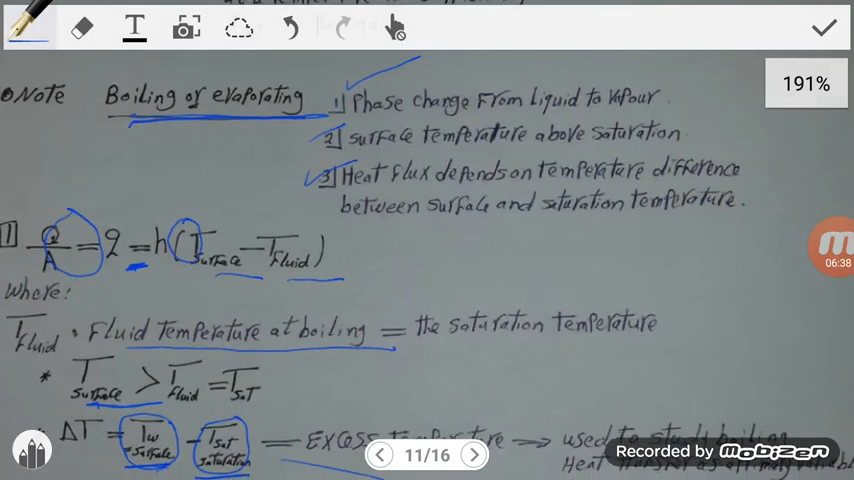 T
191%
NOTE Boiling or evaporating 1] Phase change From Liquid to Vapour
2] Surface temperature above saturation.
3] Heat flux depends on temperature difference
between surface and saturation temperature.
1] Q/A = q = h (T Surface - T Fluid)
06:38
Where:
T Fluid : Fluid Temperature at boiling = the saturation temperature
* T Surface > T Fluid = T Sat
ΔT = Tw = Surface - T Sat saturation = Excess temperature → used to study boiling
Heat transfer
11/16
Recorded by mobizen